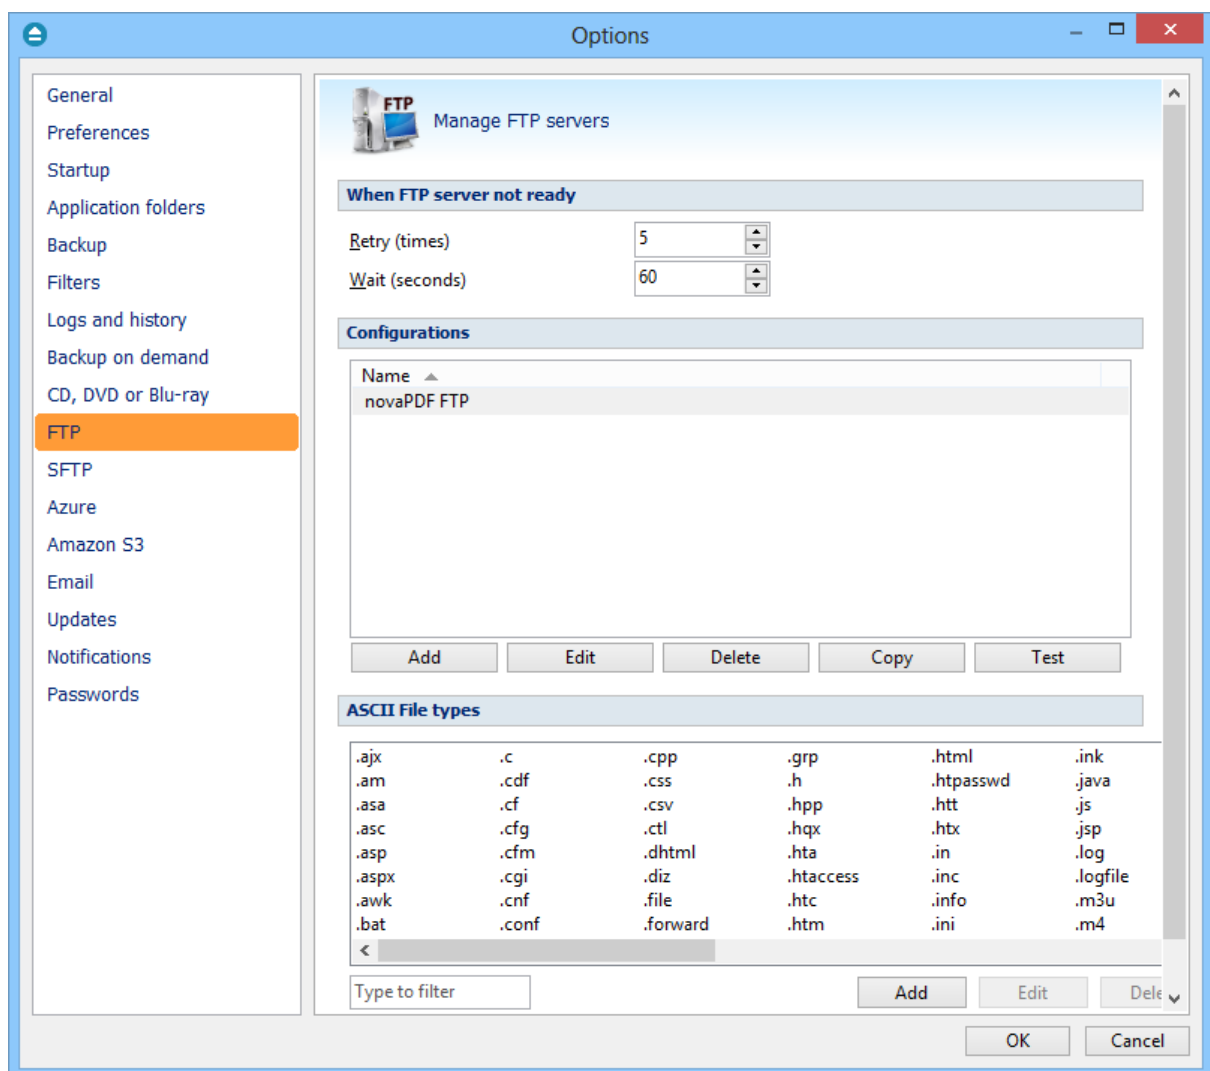 Options
General
Preferences
Startup
Application folders
Backup
Filters
Logs and history
Backup on demand
CD, DVD or Blu-ray
FTP
SFTP
Azure
Amazon S3
Email
Updates
Notifications
Passwords
FTP
Manage FTP servers
When FTP server not ready
Retry (times) 5
Wait (seconds) 60
Configurations
Name
novaPDF FTP
Add Edit Delete Copy Test
ASCII File types
.ajx .c .cpp .grp .html .ink
.am .cdf .css .h .htpasswd .java
.asa .cf .csv .hpp .htt .js
.asc .cfg .ctl .hqx .htx .jsp
.asp .cfm .dhtml .hta .in .log
.aspx .cgi .diz .htaccess .inc .logfile
.awk .cnf .file .htc .info .m3u
.bat .conf .forward .htm .ini .m4
Type to filter Add Edit Dele
OK Cancel